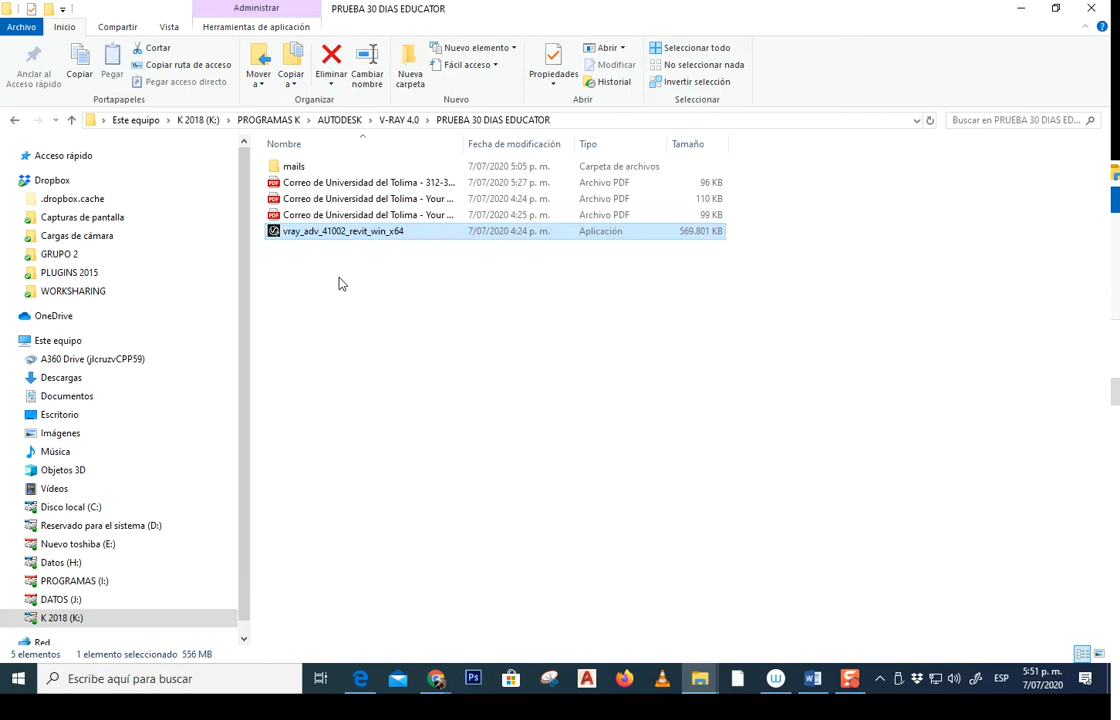 Administrar
PRUEBA 30 DIAS EDUCATOR
Archivo Inicio Compartir Vista Herramientas de aplicación
Anclar al Acceso rápido
Copiar
Pegar
Cortar
Copiar ruta de acceso
Pegar acceso directo
Mover a
Copiar a
Eliminar
Cambiar nombre
Nueva carpeta
Nuevo elemento
Fácil acceso
Propiedades
Abrir
Modificar
Historial
Seleccionar todo
No seleccionar nada
Invertir selección
Portapapeles Organizar Nuevo Abrir Seleccionar
Este equipo > K 2018 (K:) > PROGRAMAS K > AUTODESK > V-RAY 4.0 > PRUEBA 30 DIAS EDUCATOR
Buscar en PRUEBA 30 DIAS ED...
Acceso rápido
Dropbox
.dropbox.cache
Capturas de pantalla
Cargas de cámara
GRUPO 2
PLUGINS 2015
WORKSHARING
OneDrive
Este equipo
A360 Drive (jlcruzvCPP59)
Descargas
Documentos
Escritorio
Imágenes
Música
Objetos 3D
Vídeos
Disco local (C:)
Reservado para el sistema (D:)
Nuevo toshiba (E:)
Datos (H:)
PROGRAMAS (I:)
DATOS (J:)
K 2018 (K:)
Red
Nombre Fecha de modificación Tipo Tamaño
mails 7/07/2020 5:05 p. m. Carpeta de archivos
Correo de Universidad del Tolima - 312-3... 7/07/2020 5:27 p. m. Archivo PDF 96 KB
Correo de Universidad del Tolima - Your ... 7/07/2020 4:24 p. m. Archivo PDF 110 KB
Correo de Universidad del Tolima - Your ... 7/07/2020 4:25 p. m. Archivo PDF 99 KB
vray_adv_41002_revit_win_x64 7/07/2020 4:24 p. m. Aplicación 569.801 KB
5 elementos 1 elemento seleccionado 556 MB
Escribe aquí para buscar
ESP
5:51 p. m.
7/07/2020